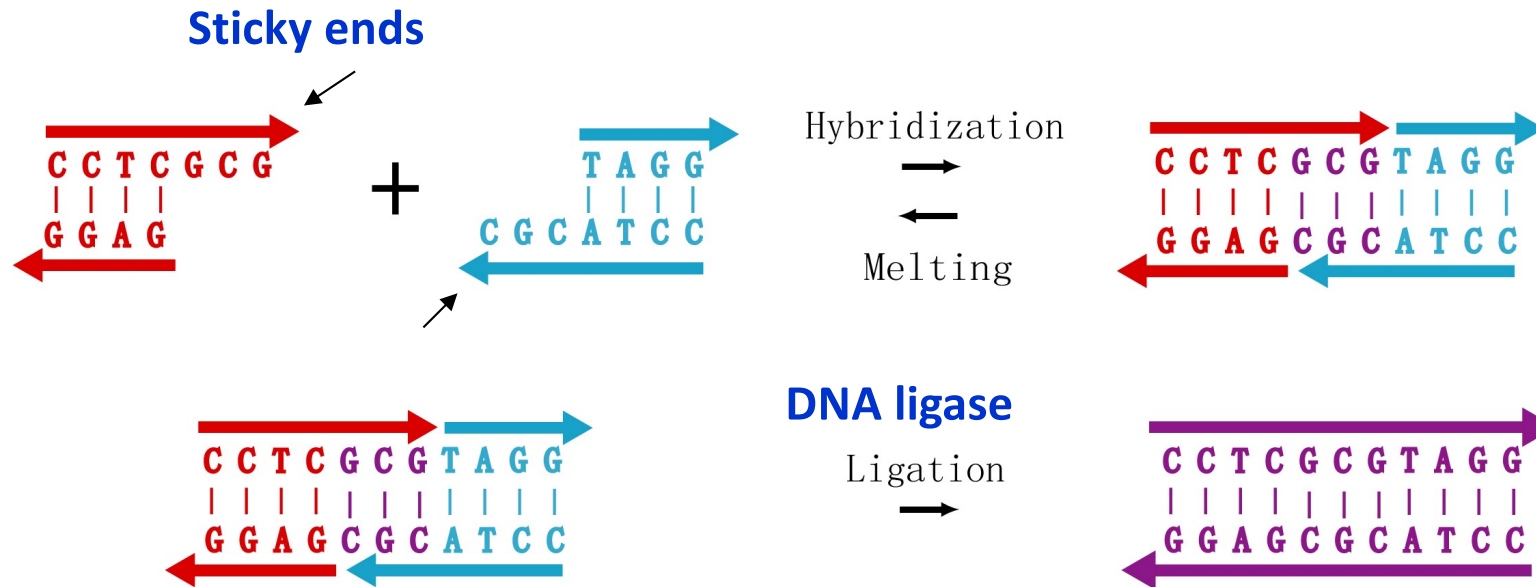 Sticky ends
C C T C G C G
G G A G
+
T A G G
C G C A T C C
Hybridization
Melting
C C T C G C G T A G G
G G A G C G C A T C C
C C T C G C G T A G G
G G A G C G C A T C C
DNA ligase
Ligation
C C T C G C G T A G G
G G A G C G C A T C C